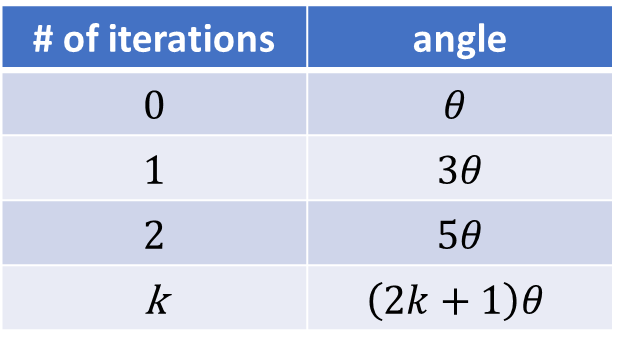 # of iterations angle
0 θ
1 3θ
2 5θ
k (2k + 1)θ